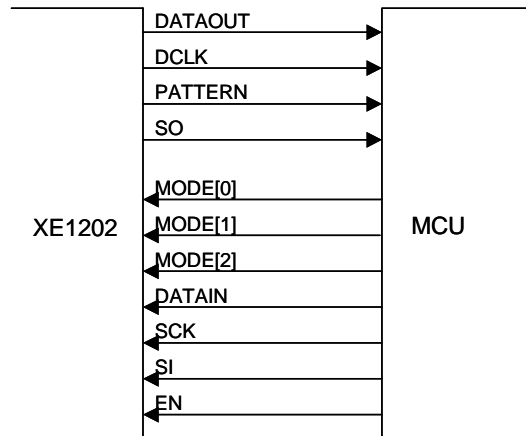 DATAOUT
DCLK
PATTERN
SO
MODE[0]
XE1202
MODE[1]
MCU
MODE[2]
DATAIN
SCK
SI
EN